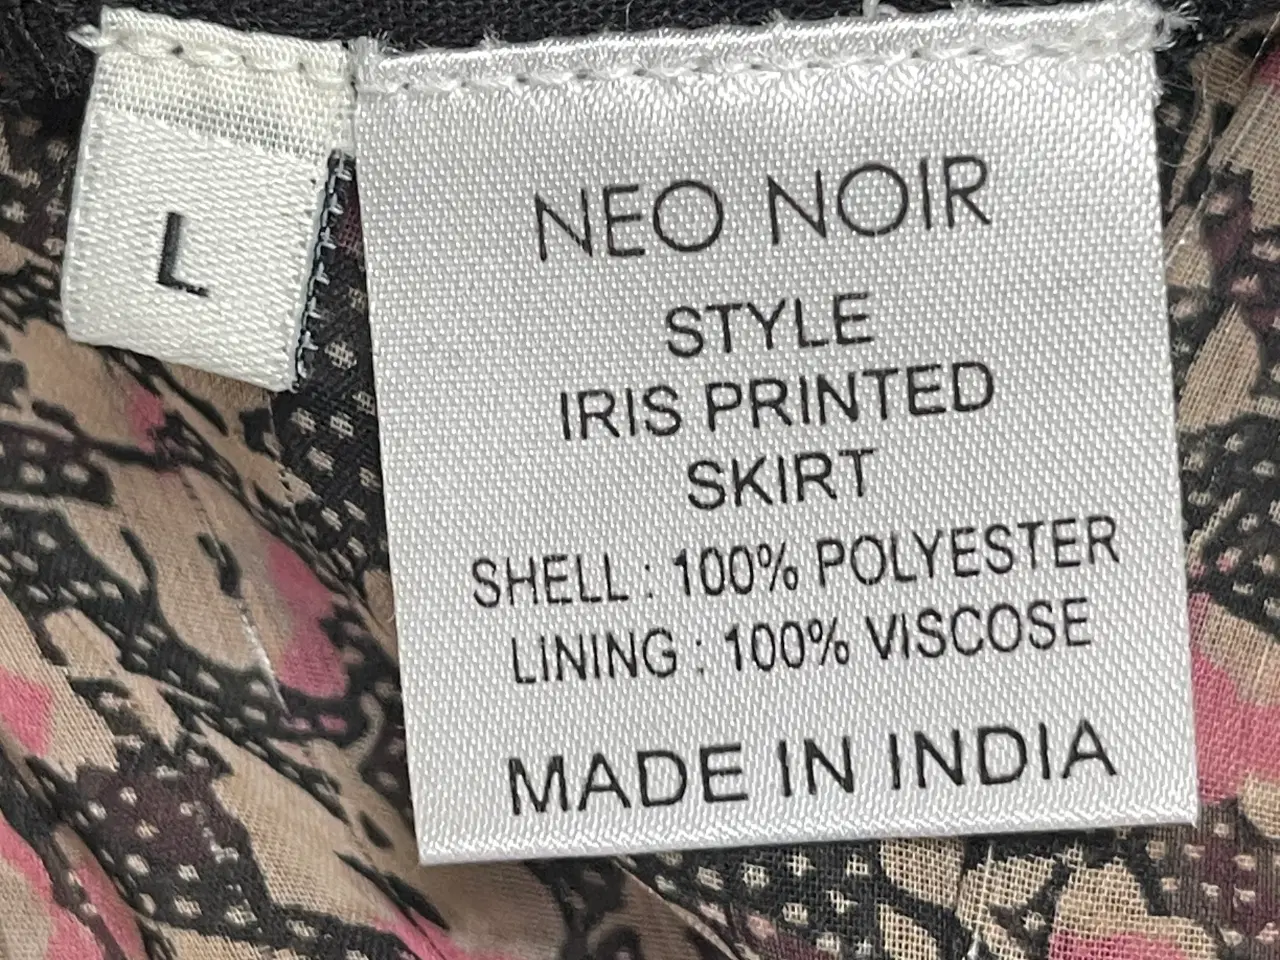 L
NEO NOIR
STYLE
IRIS PRINTED
SKIRT
SHELL : 100% POLYESTER
LINING : 100% VISCOSE
MADE IN INDIA